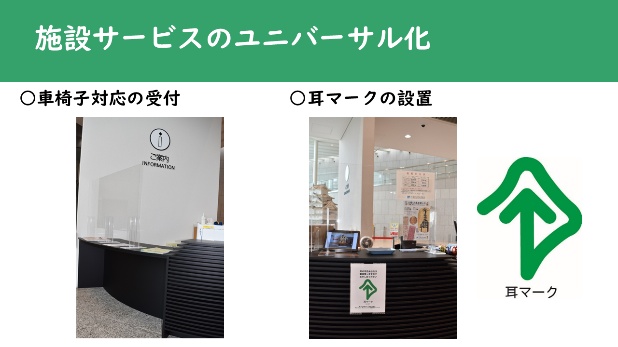 施設サービスのユニバーサル化
○車椅子対応の受付
○耳マークの設置
ご案内
INFORMATION
耳マーク